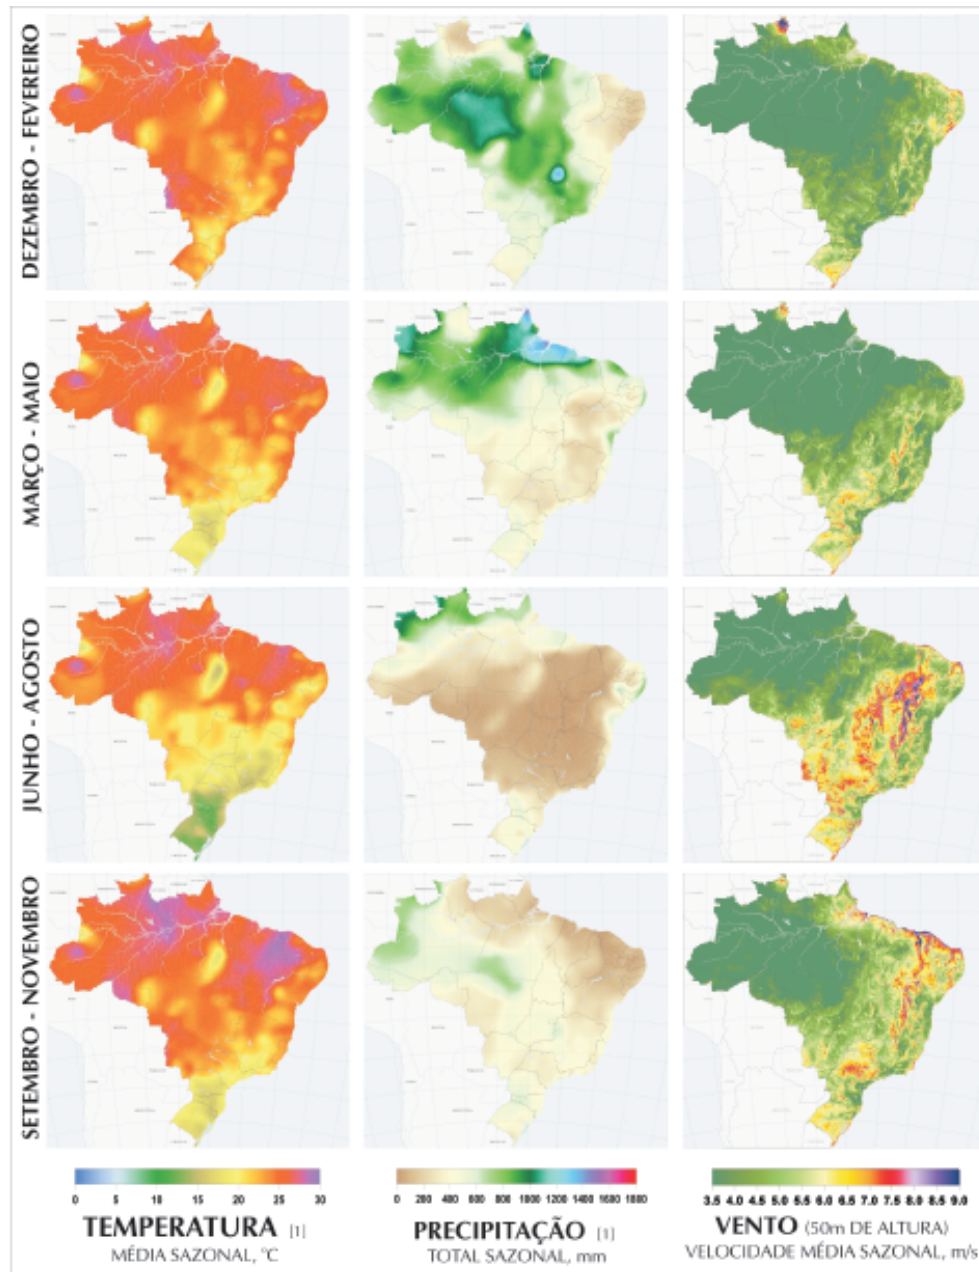 DEZEMBRO - FEVEREIRO
MARÇO - MAIO
JUNHO - AGOSTO
SETEMBRO - NOVEMBRO
0 5 10 15 20 25 30
TEMPERATURA [1]
MÉDIA SAZONAL, °C
0 200 400 600 800 1000 1200 1400 1600 1800
PRECIPITAÇÃO [1]
TOTAL SAZONAL, mm
3.5 4.0 4.5 5.0 5.5 6.0 6.5 7.0 7.5 8.0 8.5 9.0
VENTO (50m DE ALTURA)
VELOCIDADE MÉDIA SAZONAL, m/s